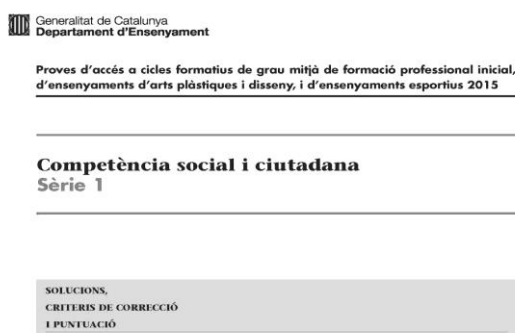 Generalitat de Catalunya
Departament d'Ensenyament
Proves d'accés a cicles formatius de grau mitjà de formació professional inicial,
d'ensenyaments d'arts plàstiques i disseny, i d'ensenyaments esportius 2015
Competència social i ciutadana
Sèrie 1
SOLUCIONS,
CRITERIS DE CORRECCIÓ
I PUNTUACIÓ